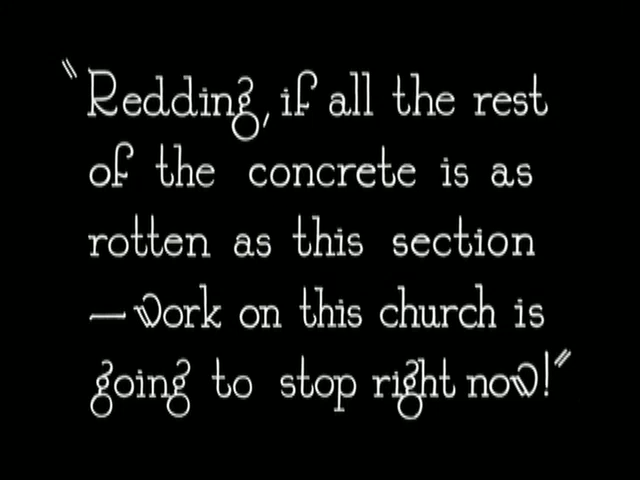 "Redding, if all the rest
of the concrete is as
rotten as this section
—work on this church is
going to stop right now!"